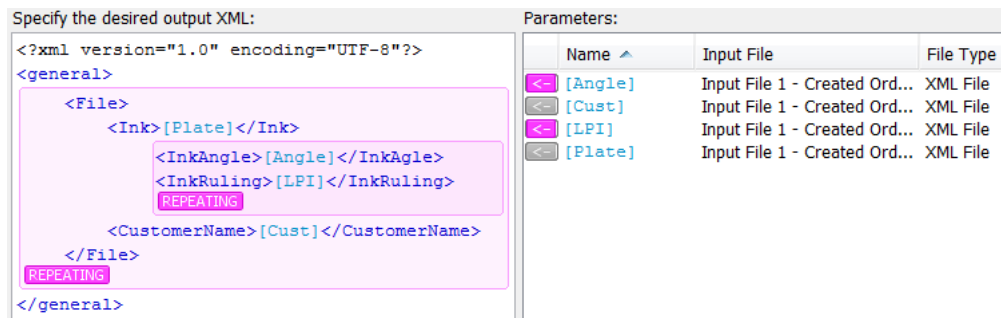 Specify the desired output XML:
<?xml version="1.0" encoding="UTF-8"?>
<general>
<File>
<Ink>[Plate]</Ink>
<InkAngle>[Angle]</InkAgle>
<InkRuling>[LPI]</InkRuling>
REPEATING
<CustomerName>[Cust]</CustomerName>
</File>
REPEATING
</general>
Parameters:
Name Input File File Type
<- [Angle] Input File 1 - Created Ord... XML File
<- [Cust] Input File 1 - Created Ord... XML File
<- [LPI] Input File 1 - Created Ord... XML File
<- [Plate] Input File 1 - Created Ord... XML File